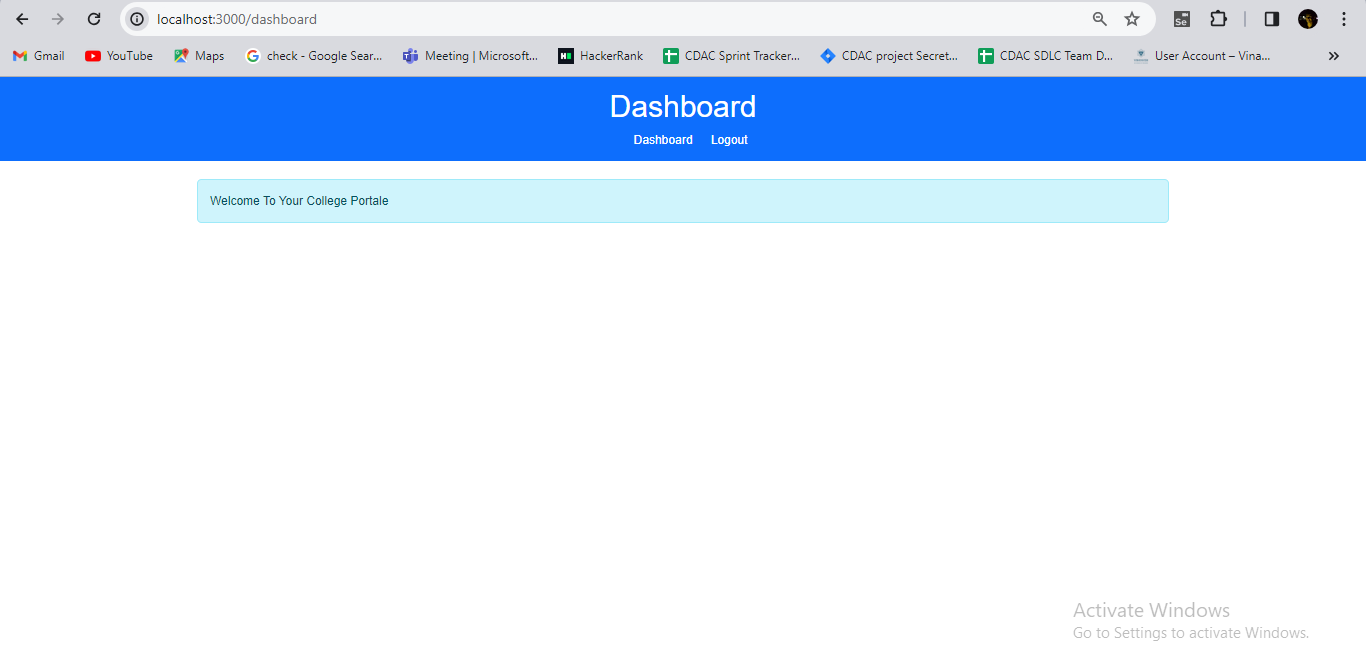 localhost:3000/dashboard
Se
Gmail YouTube Maps check - Google Sear... Meeting | Microsoft... HackerRank CDAC Sprint Tracker... CDAC project Secret... CDAC SDLC Team D... User Account – Vina...
Dashboard
Dashboard Logout
Welcome To Your College Portale
Activate Windows
Go to Settings to activate Windows.